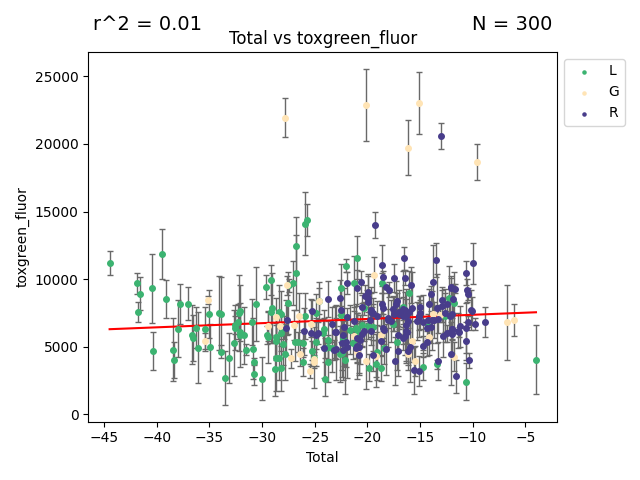 r^2 = 0.01 N = 300
Total vs toxgreen_fluor
25000
20000
15000
10000
5000
0
toxgreen_fluor
−45 −40 −35 −30 −25 −20 −15 −10 −5
Total
L
G
R